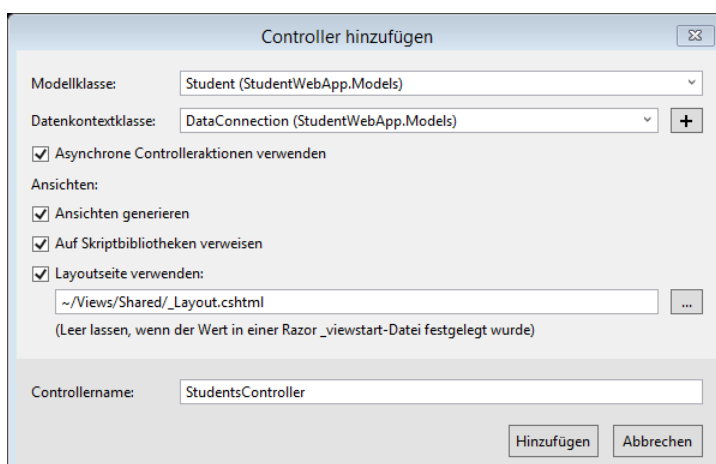 Controller hinzufügen
Modellklasse: Student (StudentWebApp.Models)
Datenkontextklasse: DataConnection (StudentWebApp.Models) +
Asynchrone Controlleraktionen verwenden
Ansichten:
Ansichten generieren
Auf Skriptbibliotheken verweisen
Layoutseite verwenden:
~/Views/Shared/_Layout.cshtml ...
(Leer lassen, wenn der Wert in einer Razor _viewstart-Datei festgelegt wurde)
Controllername: StudentsController
Hinzufügen Abbrechen